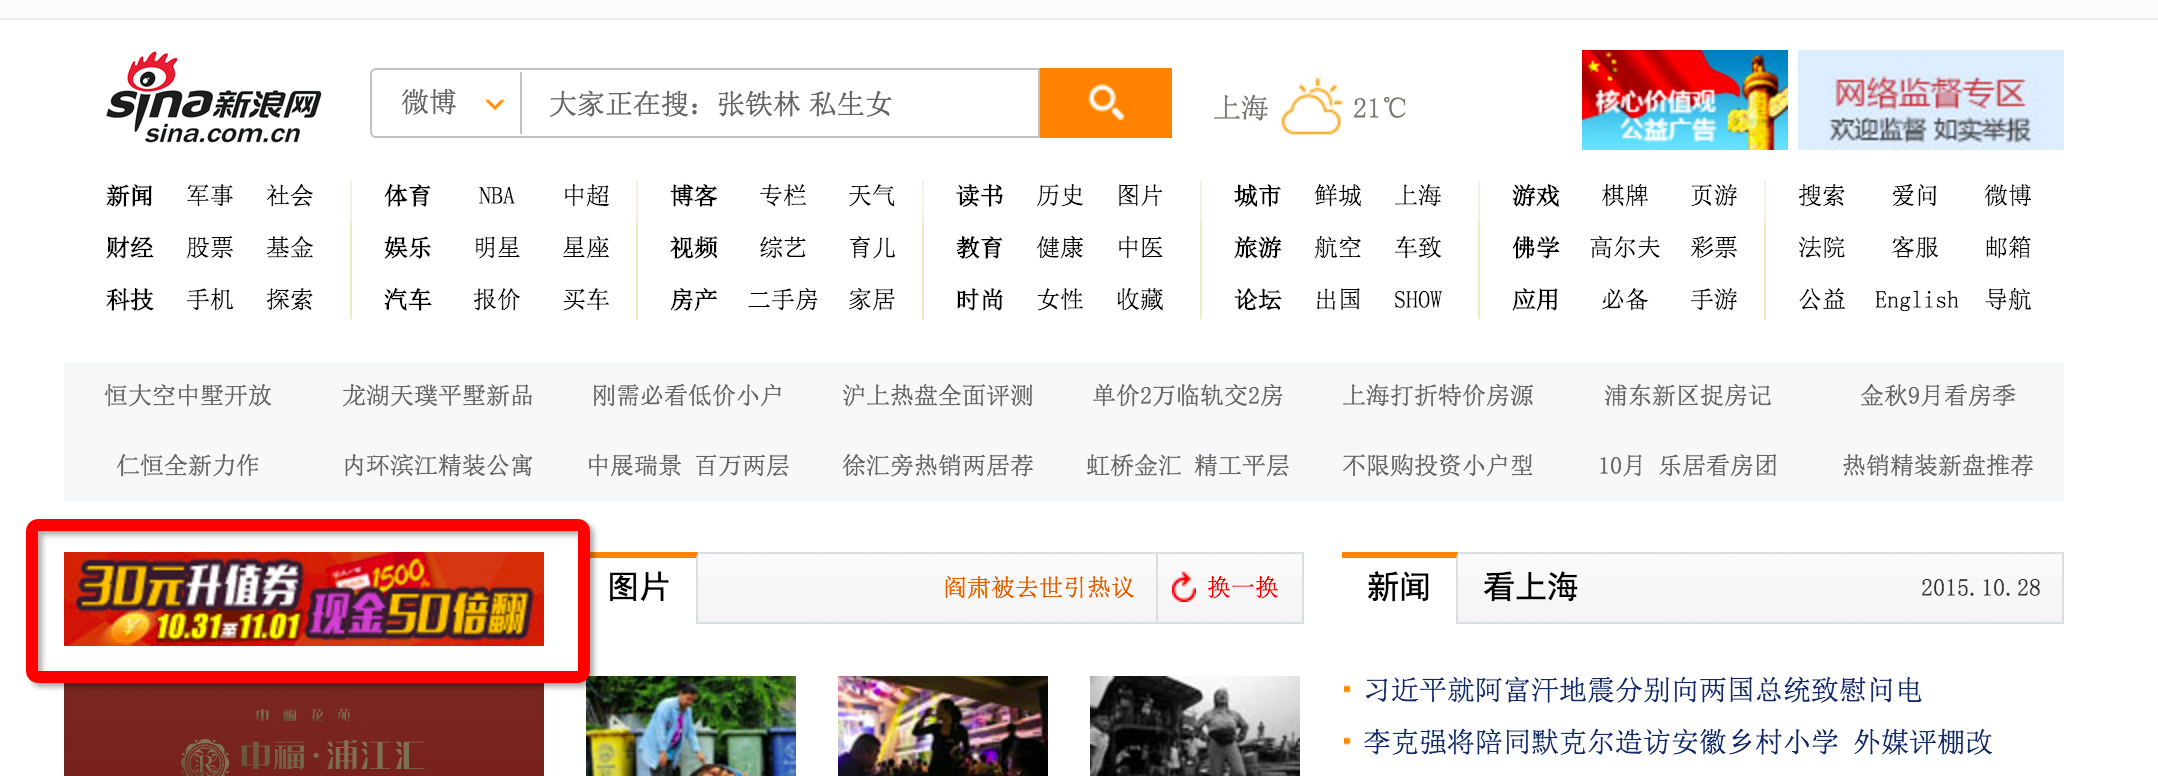 sina新浪网
sina.com.cn
微博 大家正在搜：张铁林 私生女
上海 21℃
核心价值观
公益广告
网络监督专区
欢迎监督 如实举报
新闻 军事 社会 体育 NBA 中超 博客 专栏 天气 读书 历史 图片 城市 鲜城 上海 游戏 棋牌 页游 搜索 爱问 微博
财经 股票 基金 娱乐 明星 星座 视频 综艺 育儿 教育 健康 中医 旅游 航空 车致 佛学 高尔夫 彩票 法院 客服 邮箱
科技 手机 探索 汽车 报价 买车 房产 二手房 家居 时尚 女性 收藏 论坛 出国 SHOW 应用 必备 手游 公益 English 导航
恒大空中墅开放 龙湖天璞平墅新品 刚需必看低价小户 沪上热盘全面评测 单价2万临轨交2房 上海打折特价房源 浦东新区捉房记 金秋9月看房季
仁恒全新力作 内环滨江精装公寓 中展瑞景 百万两层 徐汇旁热销两居荐 虹桥金汇 精工平层 不限购投资小户型 10月 乐居看房团 热销精装新盘推荐
30元升值券 1500元
10.31至11.01 现金50倍翻
中福花苑
中福·浦江汇
图片 阎肃被去世引热议 换一换
新闻 看上海 2015.10.28
习近平就阿富汗地震分别向两国总统致慰问电
李克强将陪同默克尔造访安徽乡村小学 外媒评棚改